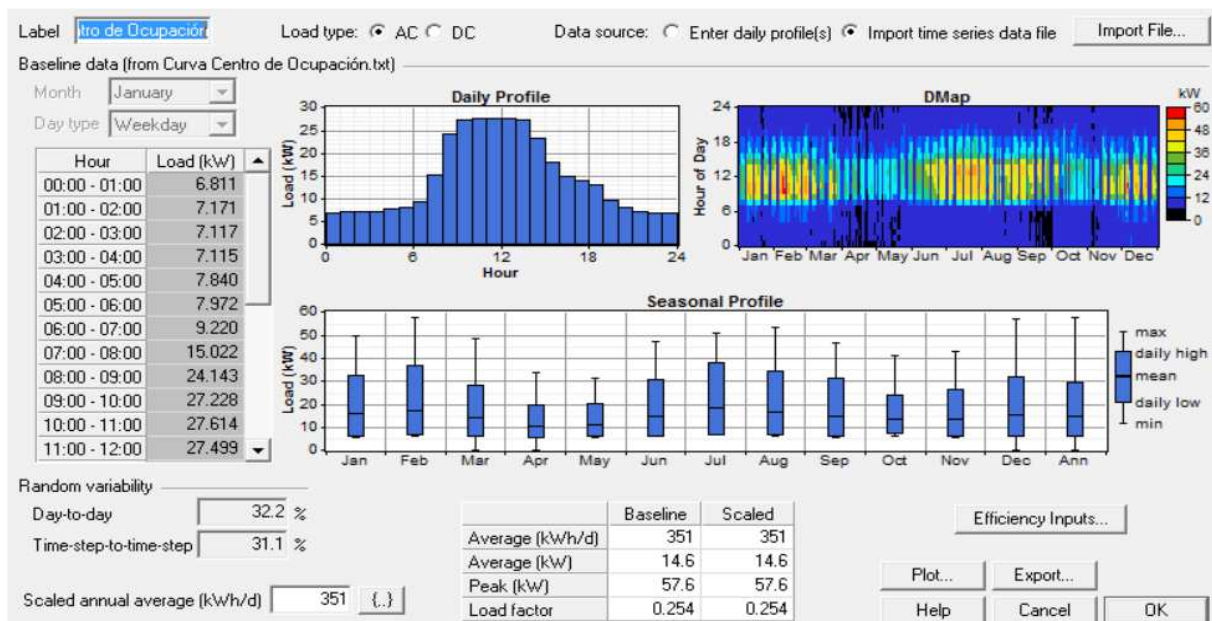 Label tro de Ocupación Load type: AC DC Data source: Enter daily profile(s) Import time series data file Import File...
Baseline data (from Curva Centro de Ocupación.txt)
Month January
Day type Weekday
Hour Load (kW)
00:00 - 01:00 6.811
01:00 - 02:00 7.171
02:00 - 03:00 7.117
03:00 - 04:00 7.115
04:00 - 05:00 7.840
05:00 - 06:00 7.972
06:00 - 07:00 9.220
07:00 - 08:00 15.022
08:00 - 09:00 24.143
09:00 - 10:00 27.228
10:00 - 11:00 27.614
11:00 - 12:00 27.499
Daily Profile
Load (kW)
30
25
20
15
10
5
0
0 6 12 18 24
Hour
DMap
Hour of Day
24
18
12
6
0
Jan Feb Mar Apr May Jun Jul Aug Sep Oct Nov Dec
kW
60
48
36
24
12
0
Seasonal Profile
Load (kW)
60
50
40
30
20
10
0
Jan Feb Mar Apr May Jun Jul Aug Sep Oct Nov Dec Ann
max
daily high
mean
daily low
min
Random variability
Day-to-day 32.2 %
Time-step-to-time-step 31.1 %
Scaled annual average (kWh/d) 351 {..}
Baseline Scaled
Average (kWh/d) 351 351
Average (kW) 14.6 14.6
Peak (kW) 57.6 57.6
Load factor 0.254 0.254
Efficiency Inputs...
Plot... Export...
Help Cancel OK